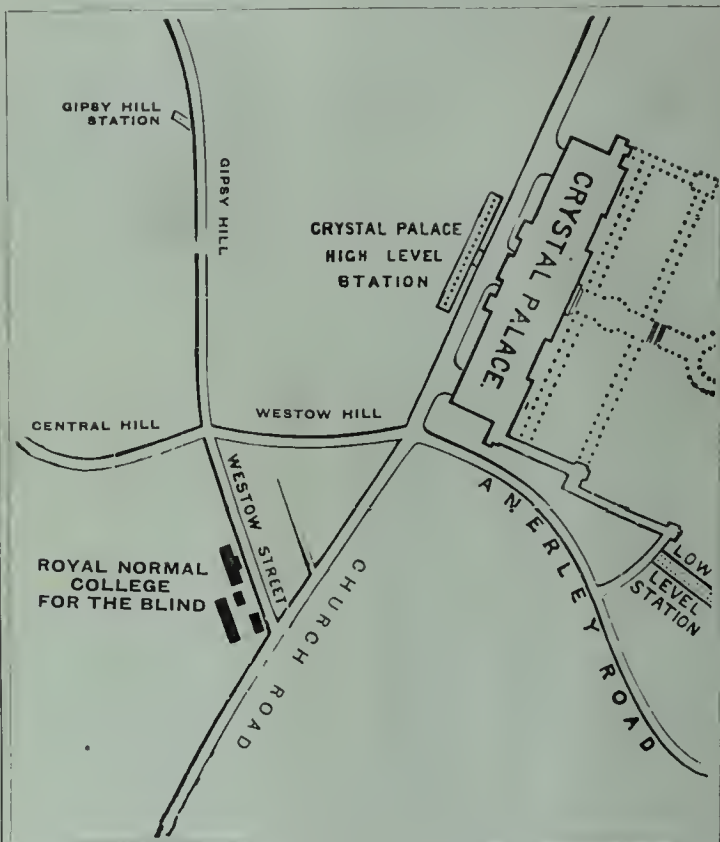 GIPSY HILL
STATION
GIPSY HILL
CRYSTAL PALACE
HIGH LEVEL
STATION
CRYSTAL PALACE.
CENTRAL HILL
WESTOW HILL
WESTOW STREET
ANERLEY ROAD
LOW
LEVEL
STATION
ROYAL NORMAL
COLLEGE
FOR THE BLIND
CHURCH ROAD